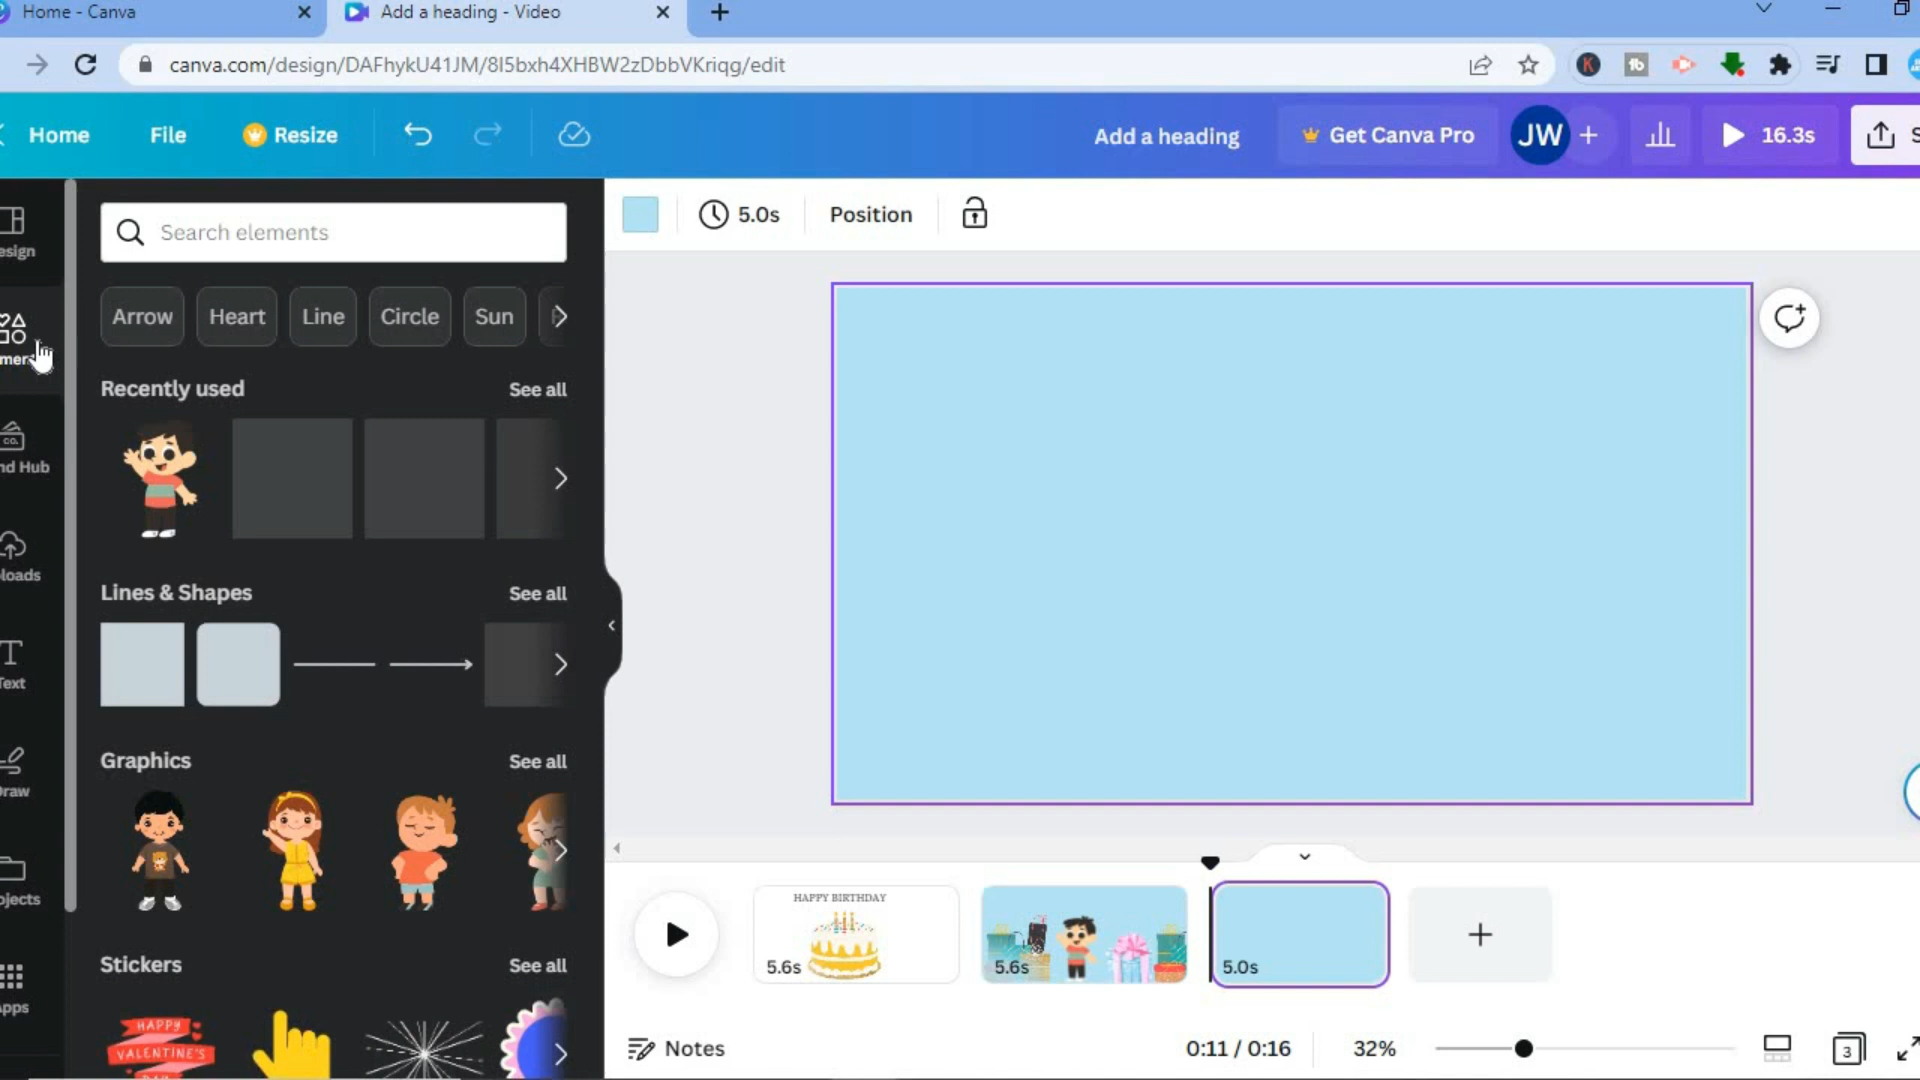 Home - Canva
Add a heading - Video
canva.com/design/DAFhykU41JM/8I5bxh4XHBW2zDbbVKriqg/edit
Home
File
Resize
Add a heading
Get Canva Pro
JW
16.3s
S
esign
Search elements
5.0s
Position
Arrow
Heart
Line
Circle
Sun
Recently used
See all
CO.
nd Hub
loads
Lines & Shapes
See all
Text
Graphics
See all
Draw
HAPPY BIRTHDAY
5.6s
5.6s
5.0s
ojects
Stickers
See all
Apps
HAPPY
VALENTINE'S
Notes
0:11 / 0:16
32%
3